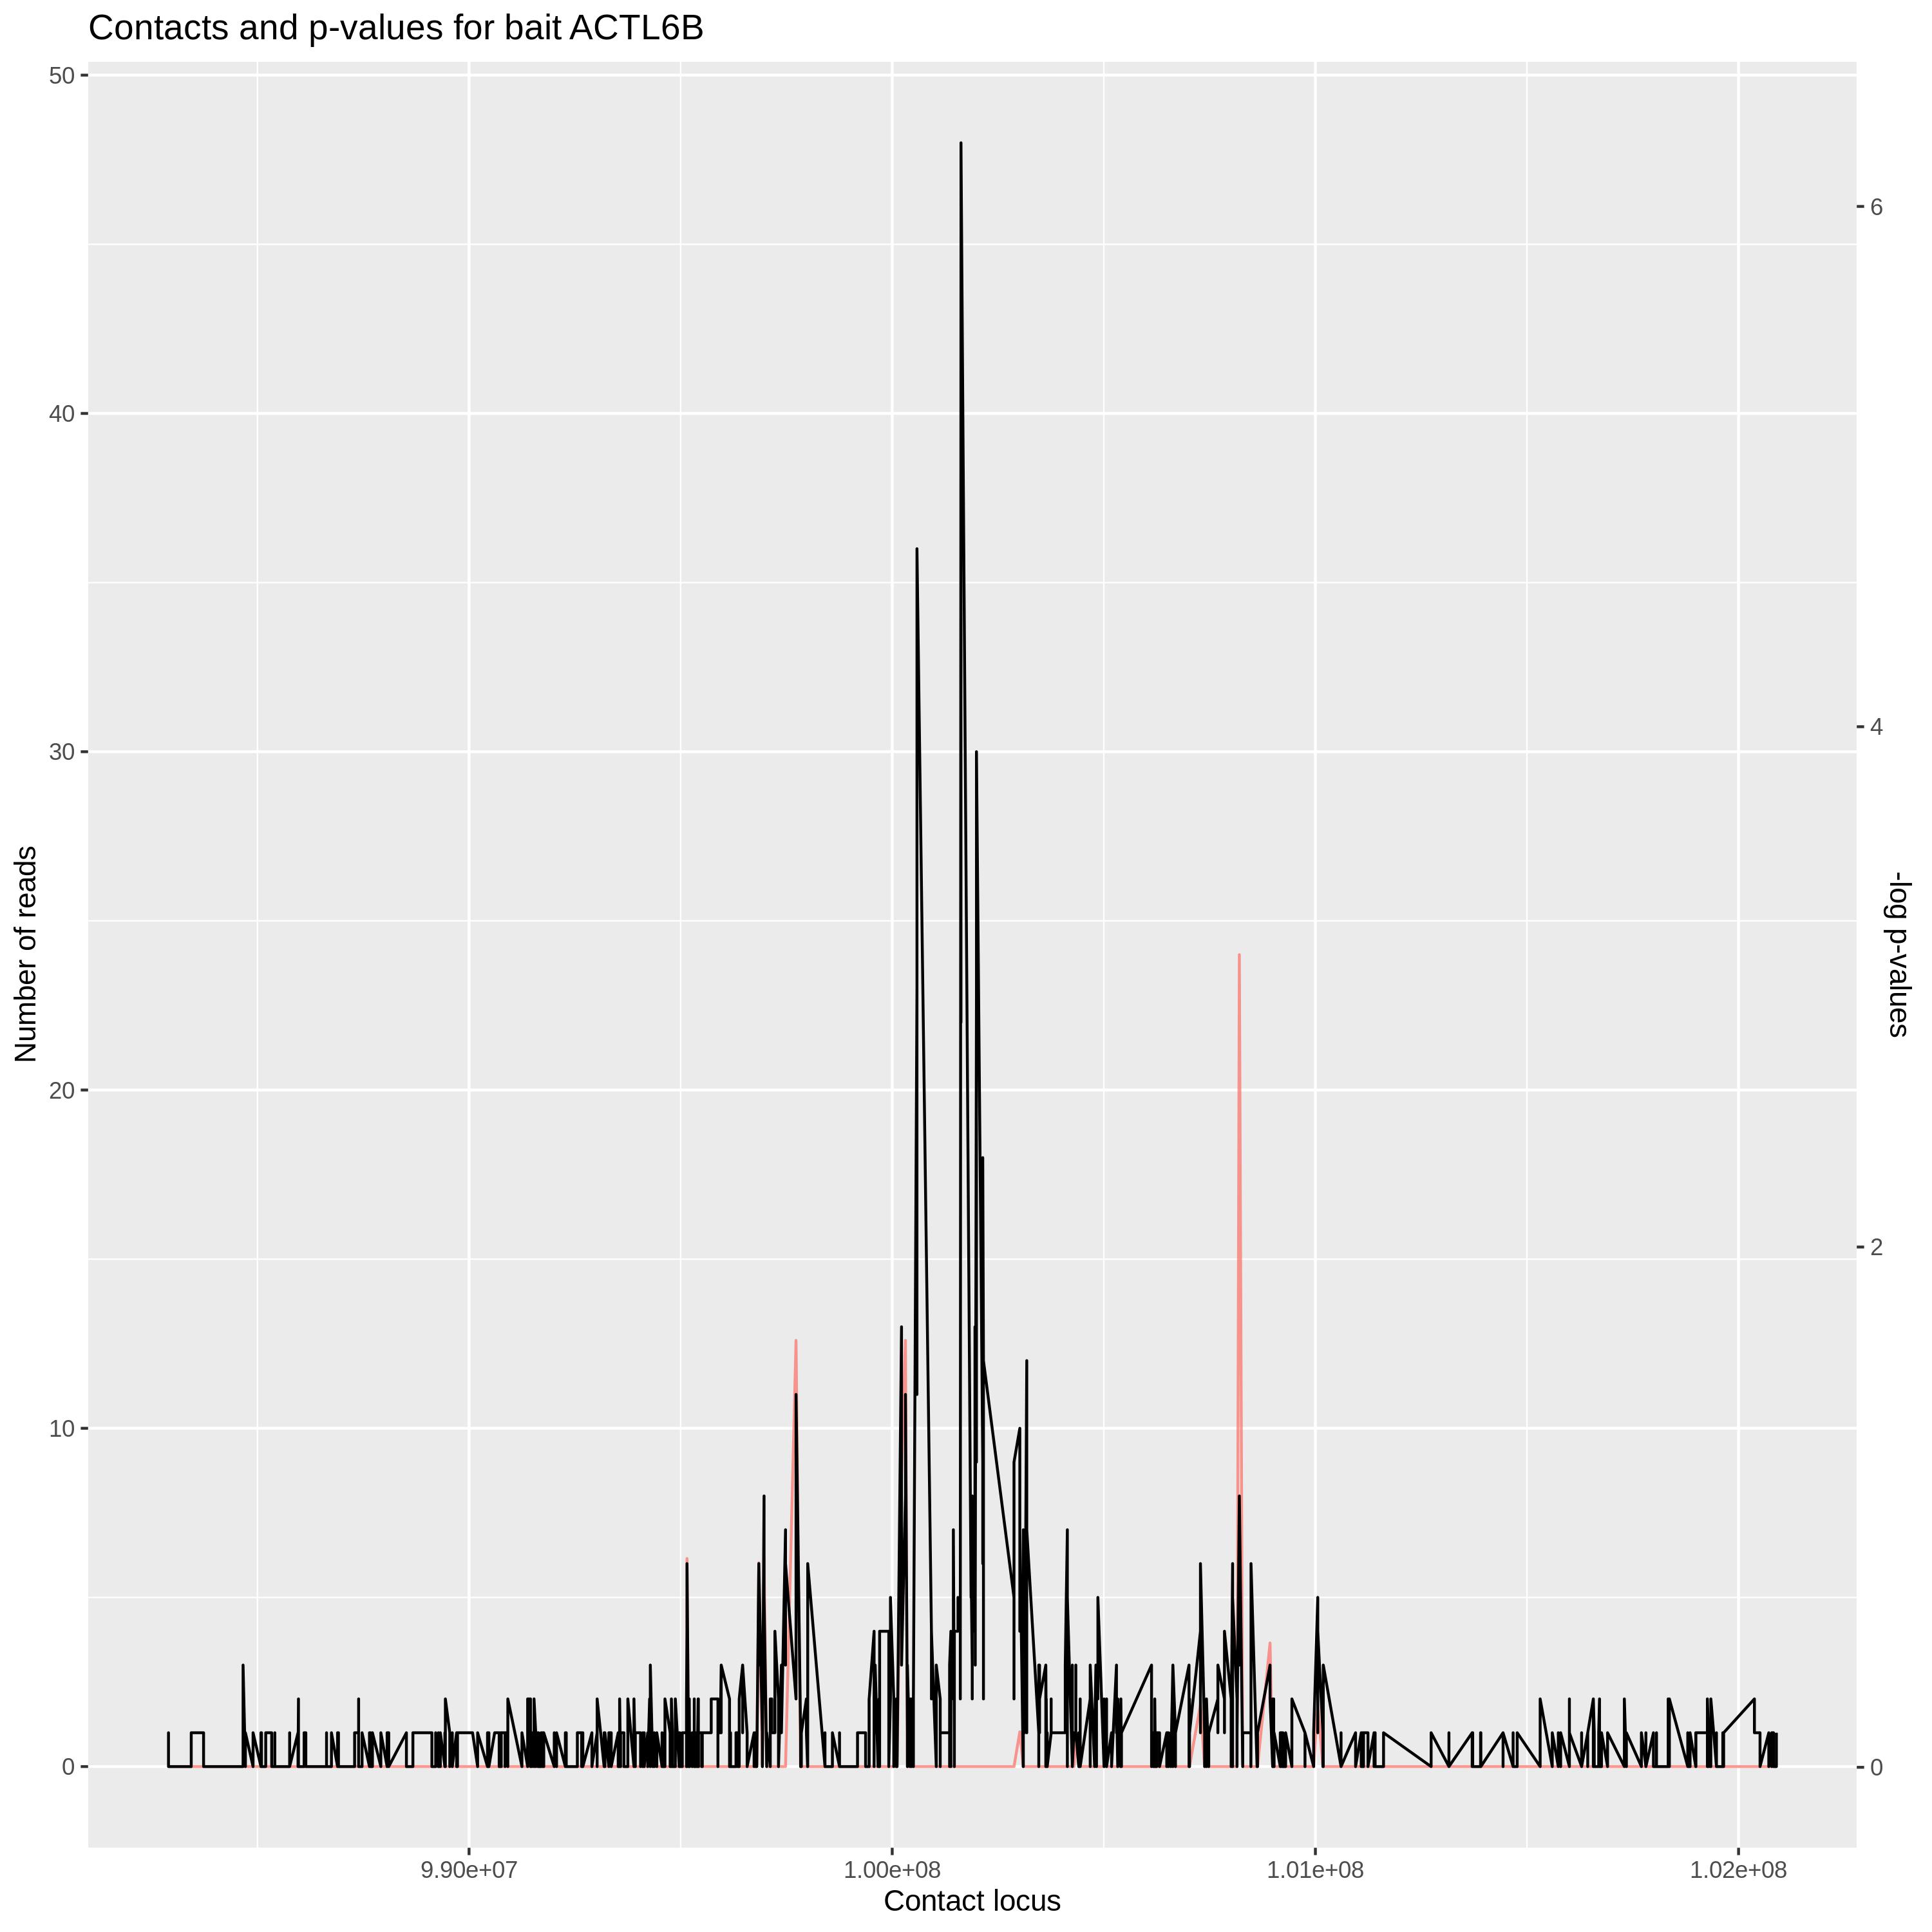 Contacts and p-values for bait ACTL6B
50
40
30
20
10
0
Number of reads
6
4
2
0
-log p-values
9.90e+07
1.00e+08
1.01e+08
1.02e+08
Contact locus